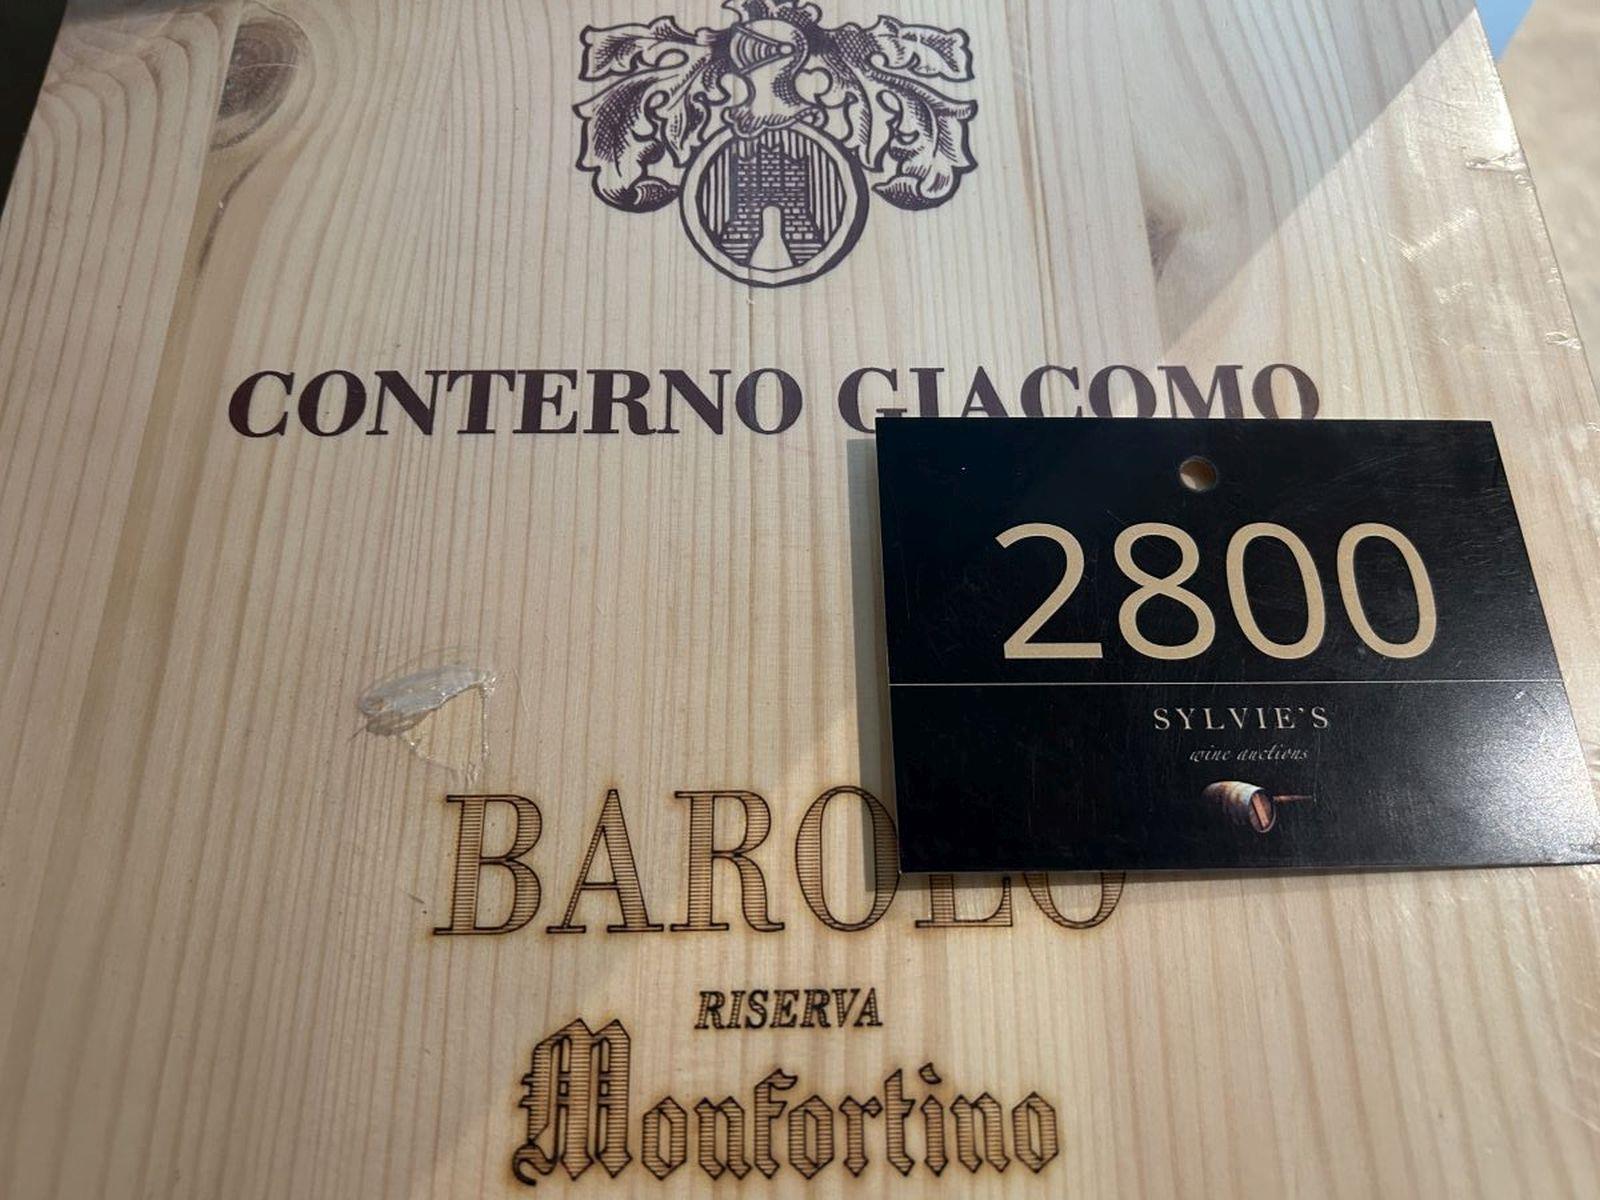 CONTERNO GIACOMO
2800
SYLVIE'S
wine auctions
BAROLO
RISERVA
Monfortino